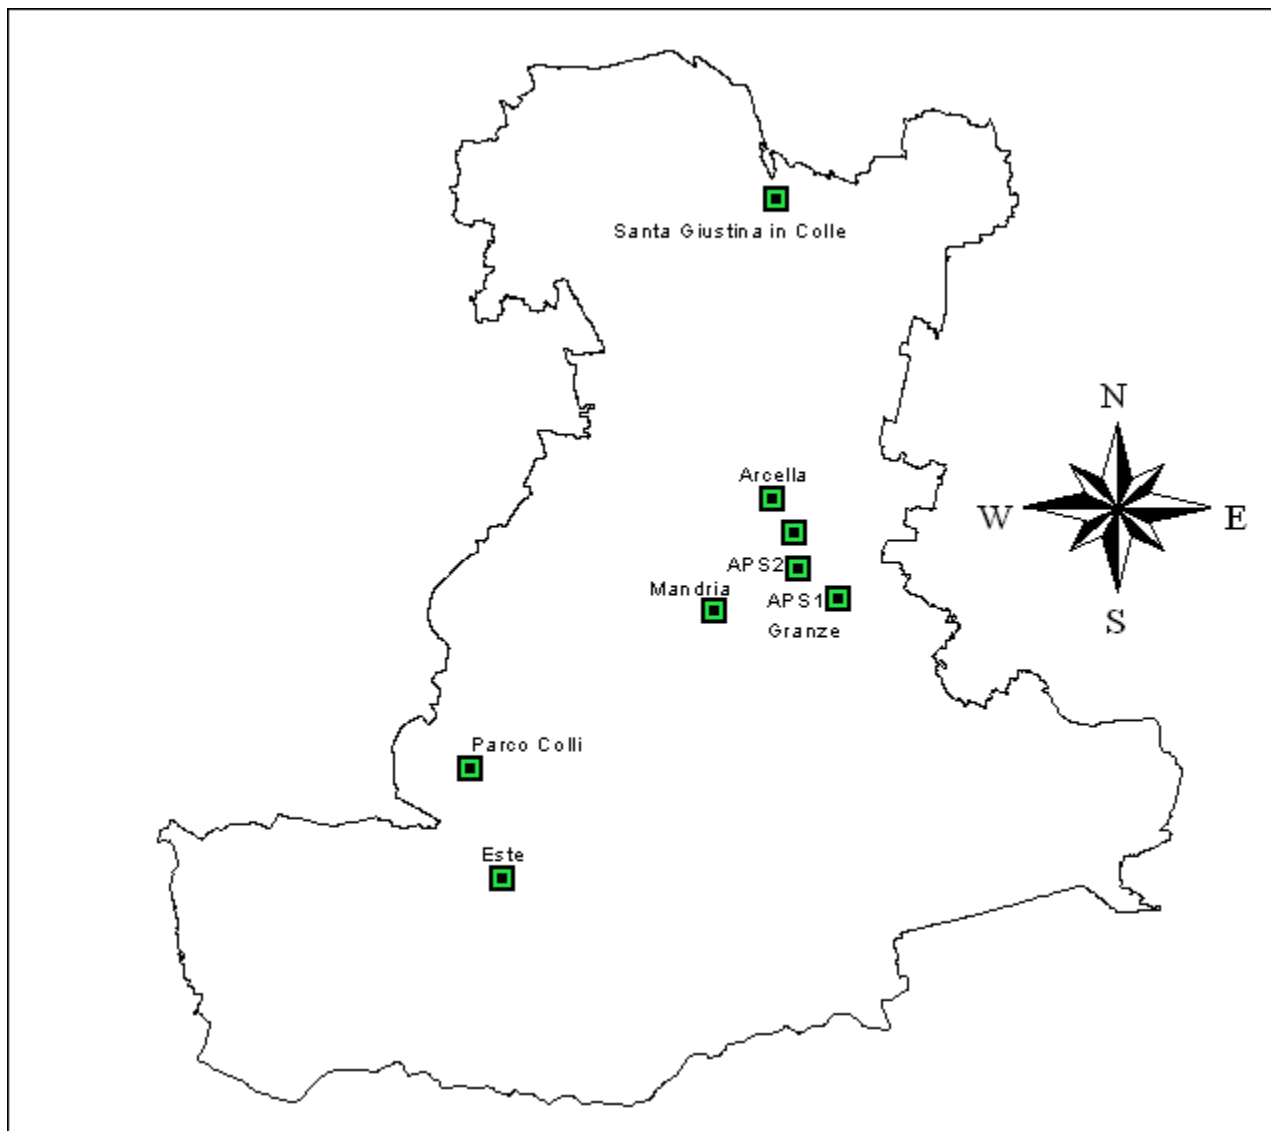 Santa Giustina in Colle
N
Arcella
W
E
APS2
Mandria
APS1
S
Granze
Parco Colli
Este